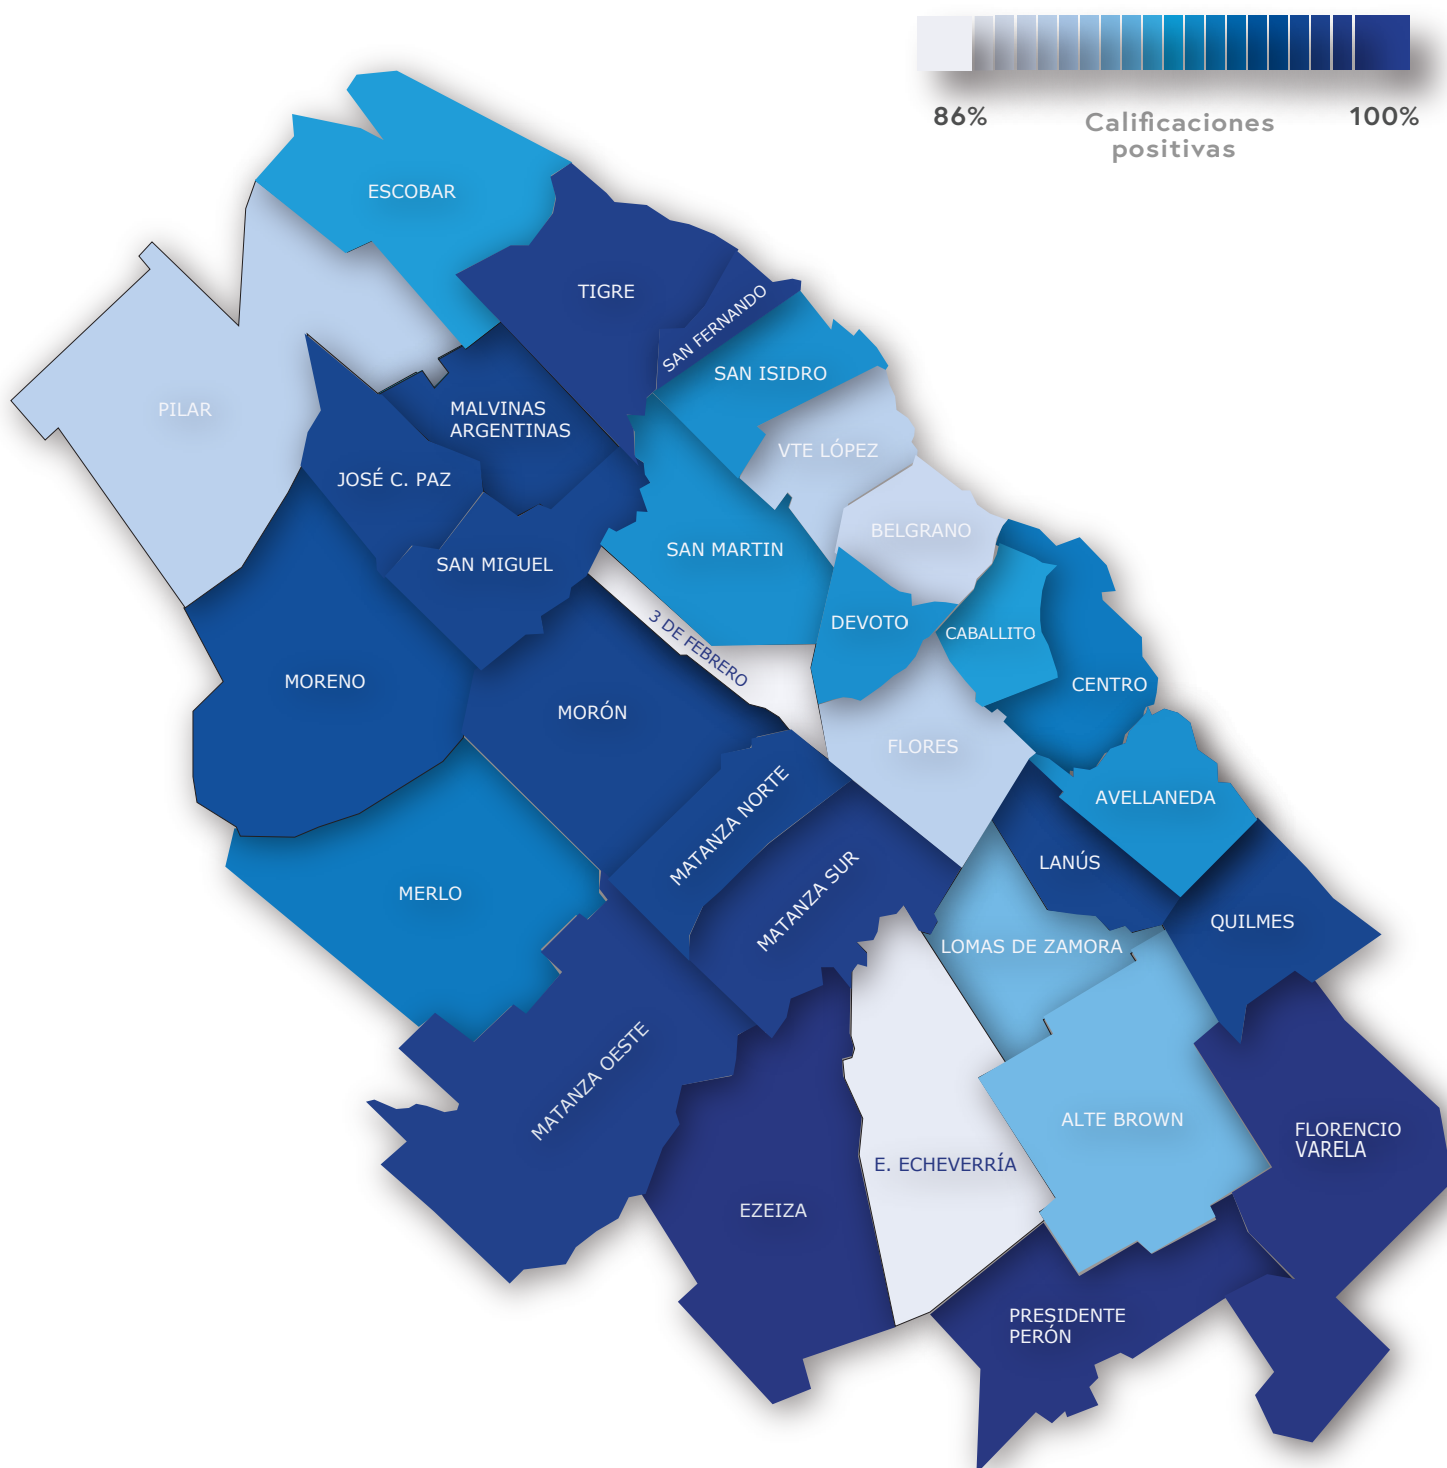 86%
Calificaciones
positivas
100%
ESCOBAR
TIGRE
SAN FERNANDO
SAN ISIDRO
PILAR
MALVINAS
ARGENTINAS
VTE LÓPEZ
JOSÉ C. PAZ
BELGRANO
SAN MARTIN
SAN MIGUEL
DEVOTO
CABALLITO
3 DE FEBRERO
MORENO
CENTRO
MORÓN
FLORES
AVELLANEDA
MATANZA NORTE
LANÚS
MERLO
MATANZA SUR
QUILMES
LOMAS DE ZAMORA
MATANZA OESTE
ALTE BROWN
FLORENCIO
VARELA
E. ECHEVERRÍA
EZEIZA
PRESIDENTE
PERÓN